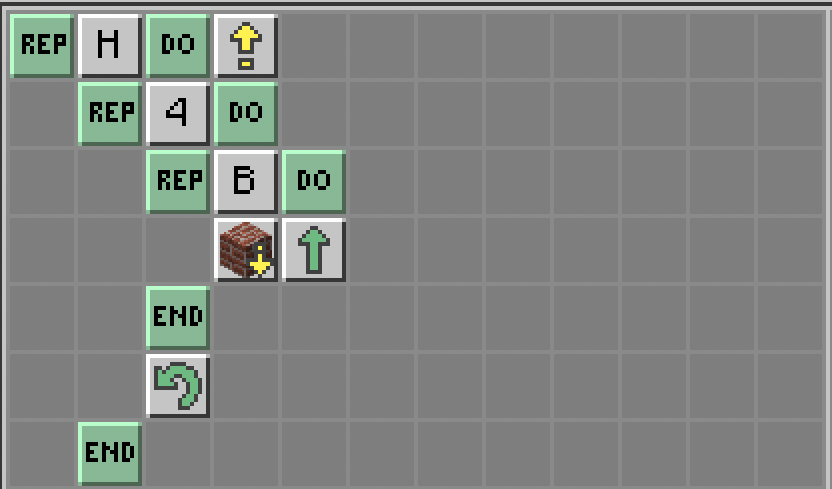 REP H DO
REP 4 DO
REP B DO
END
END